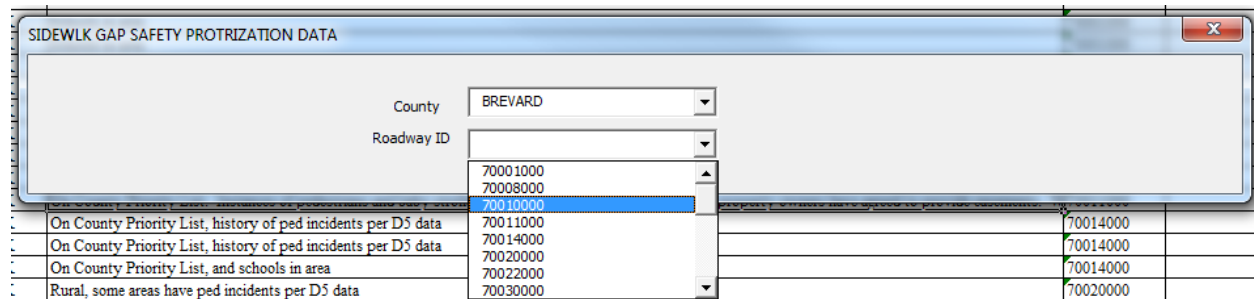 SIDEWLK GAP SAFETY PROTRIZATION DATA
X
County BREVARD
Roadway ID
70001000
70008000
70010000
70011000
70014000
70020000
70022000
70030000
On County Priority List, history of ped incidents per D5 data 70014000
On County Priority List, history of ped incidents per D5 data 70014000
On County Priority List, and schools in area 70014000
Rural, some areas have ped incidents per D5 data 70020000